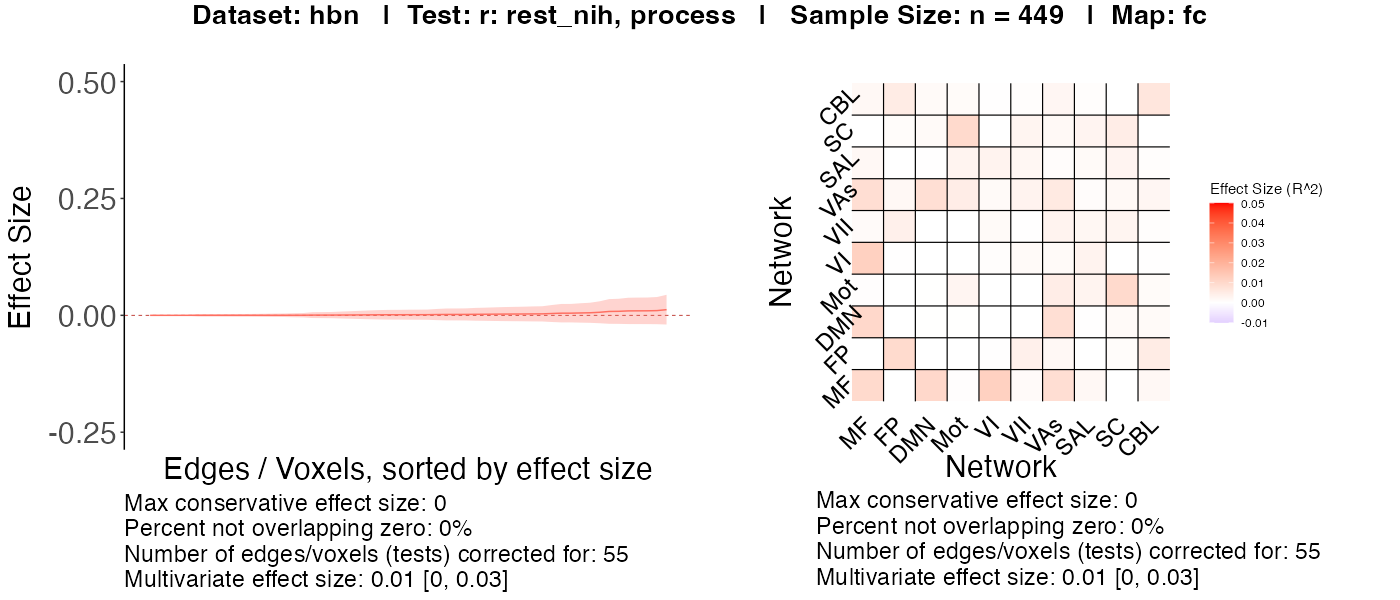 Dataset: hbn | Test: r: rest_nih, process | Sample Size: n = 449 | Map: fc
0.50
0.25
0.00
-0.25
Effect Size
Edges / Voxels, sorted by effect size
Max conservative effect size: 0
Percent not overlapping zero: 0%
Number of edges/voxels (tests) corrected for: 55
Multivariate effect size: 0.01 [0, 0.03]
Network
CBL
SC
SAL
VAs
VII
VI
Mot
DMN
FP
MF
MF FP DMN Mot VI VII VAs SAL SC CBL
Network
Effect Size (R^2)
0.05
0.04
0.03
0.02
0.01
0.00
-0.01
Max conservative effect size: 0
Percent not overlapping zero: 0%
Number of edges/voxels (tests) corrected for: 55
Multivariate effect size: 0.01 [0, 0.03]